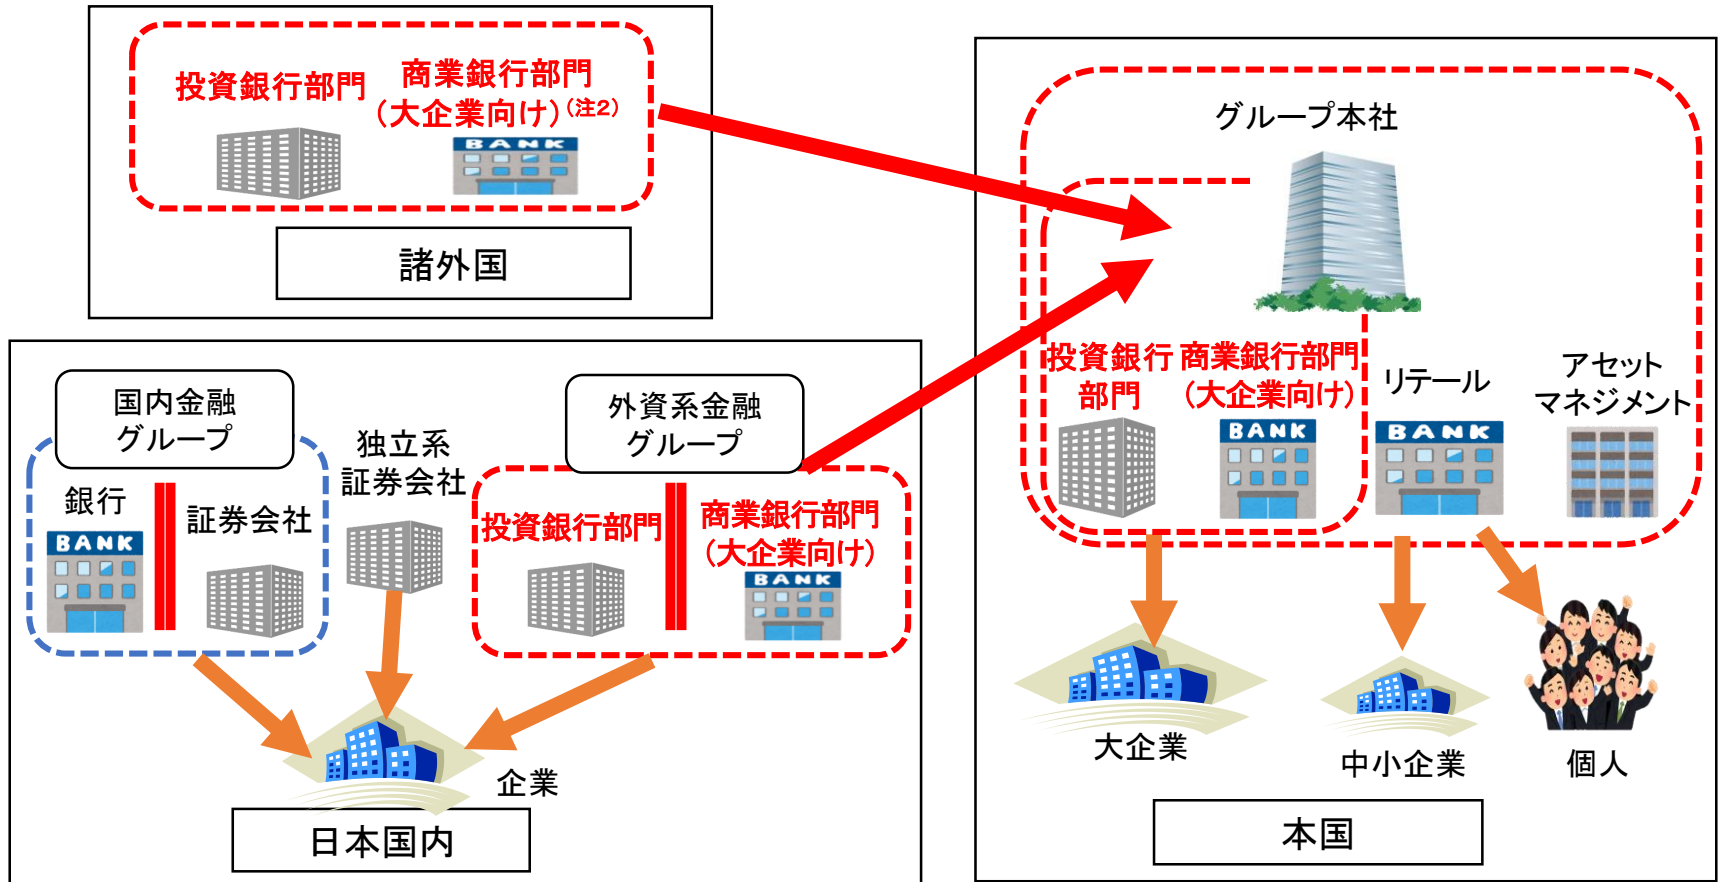 投資銀行部門
商業銀行部門
(大企業向け)(注2)
BANK
諸外国
国内金融
グループ
銀行
BANK
証券会社
独立系
証券会社
外資系金融
グループ
投資銀行部門
商業銀行部門
(大企業向け)
BANK
企業
日本国内
グループ本社
投資銀行
部門
商業銀行部門
(大企業向け)
BANK
リテール
BANK
アセット
マネジメント
大企業
中小企業
個人
本国